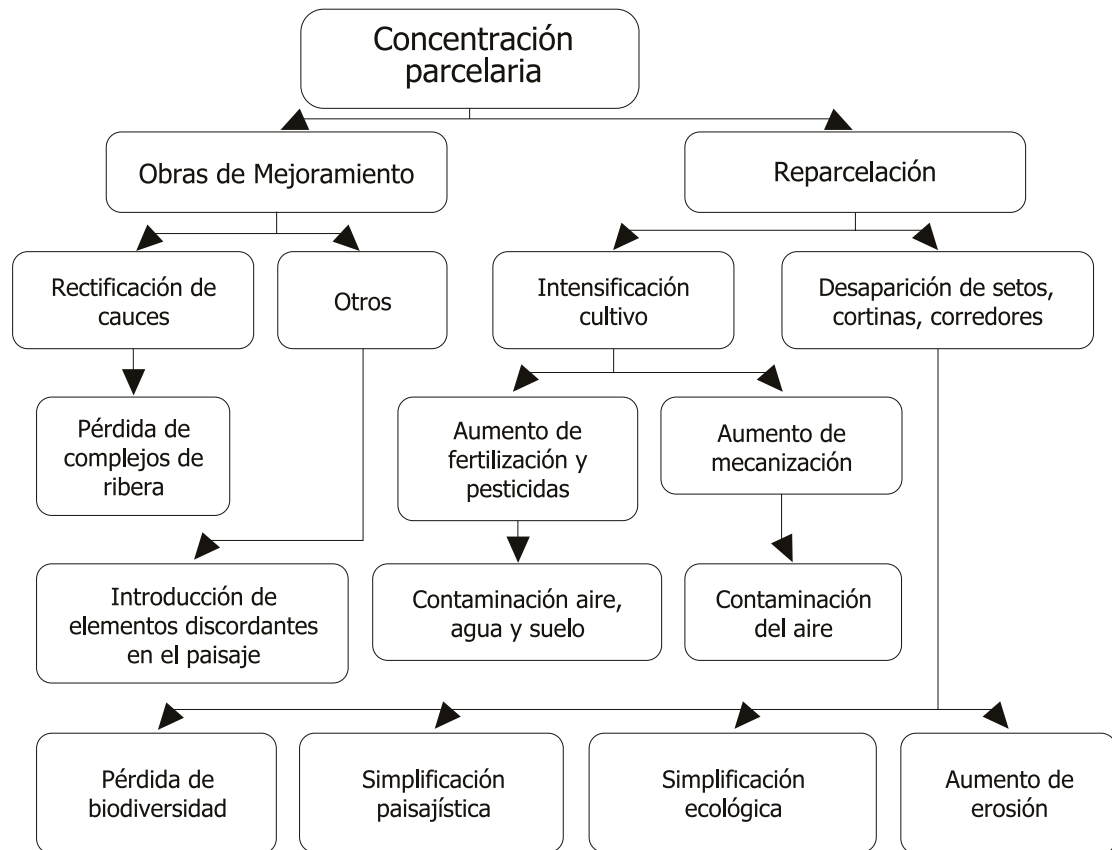 Concentración
parcelaria
Obras de Mejoramiento
Reparcelación
Rectificación de
cauces
Otros
Intensificación
cultivo
Desaparición de setos,
cortinas, corredores
Pérdida de
complejos de
ribera
Aumento de
fertilización y
pesticidas
Aumento de
mecanización
Introducción de
elementos discordantes
en el paisaje
Contaminación aire,
agua y suelo
Contaminación
del aire
Pérdida de
biodiversidad
Simplificación
paisajística
Simplificación
ecológica
Aumento de
erosión